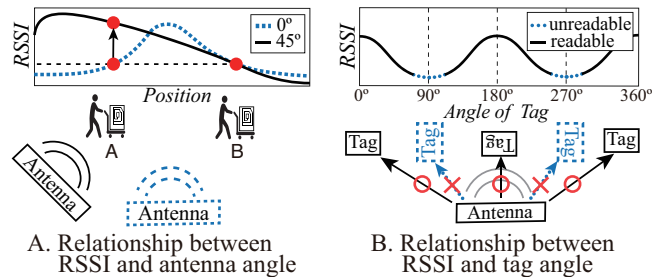 RSSI
0º
45º
Position
A
B
Antenna
Antenna
A. Relationship between
RSSI and antenna angle
RSSI
unreadable
readable
0º 90º 180º 270º 360º
Angle of Tag
Tag
Tag
Tag
Tag
Tag
Antenna
B. Relationship between
RSSI and tag angle